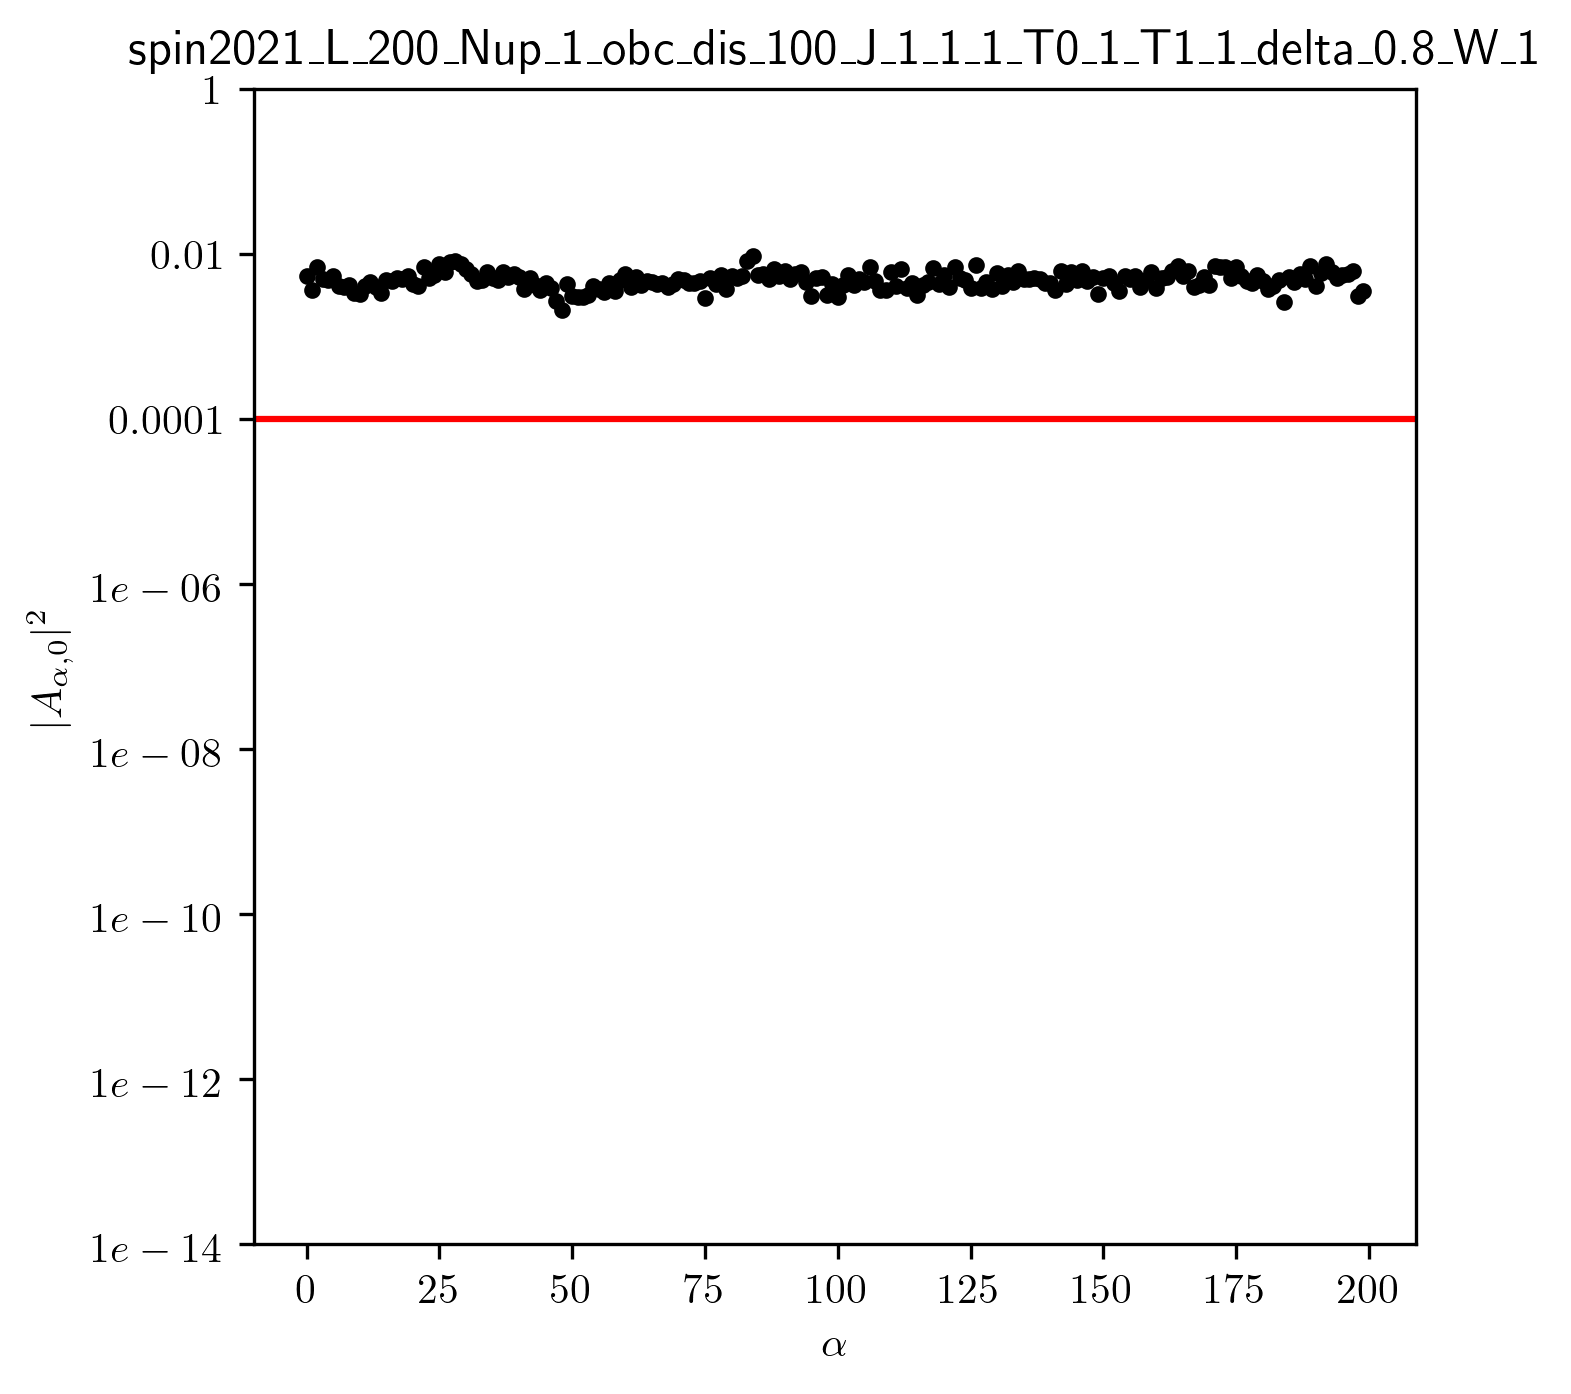 spin2021_L_200_Nup_1_obc_dis_100_J_1_1_1_T0_1_T1_1_delta_0.8_W_1
1
0.01
0.0001
1e − 06
1e − 08
1e − 10
1e − 12
1e − 14
|A_{α,0}|^2
0 25 50 75 100 125 150 175 200
α